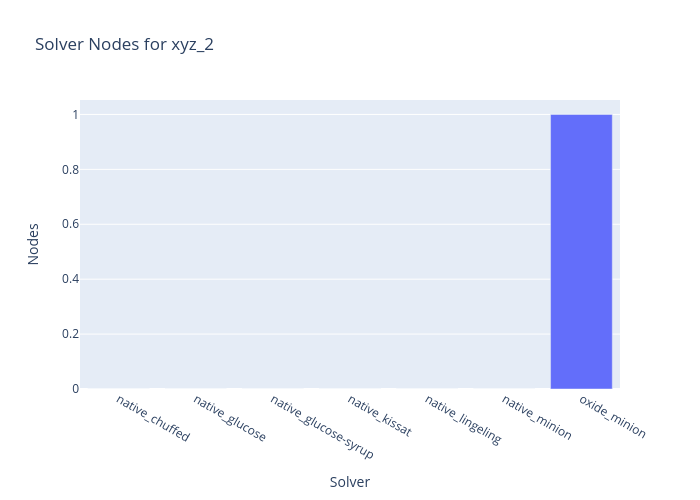 Solver Nodes for xyz_2
1
0.8
0.6
0.4
0.2
0
Nodes
native_chuffed
native_glucose
native_glucose-syrup
native_kissat
native_lingeling
native_minion
oxide_minion
Solver